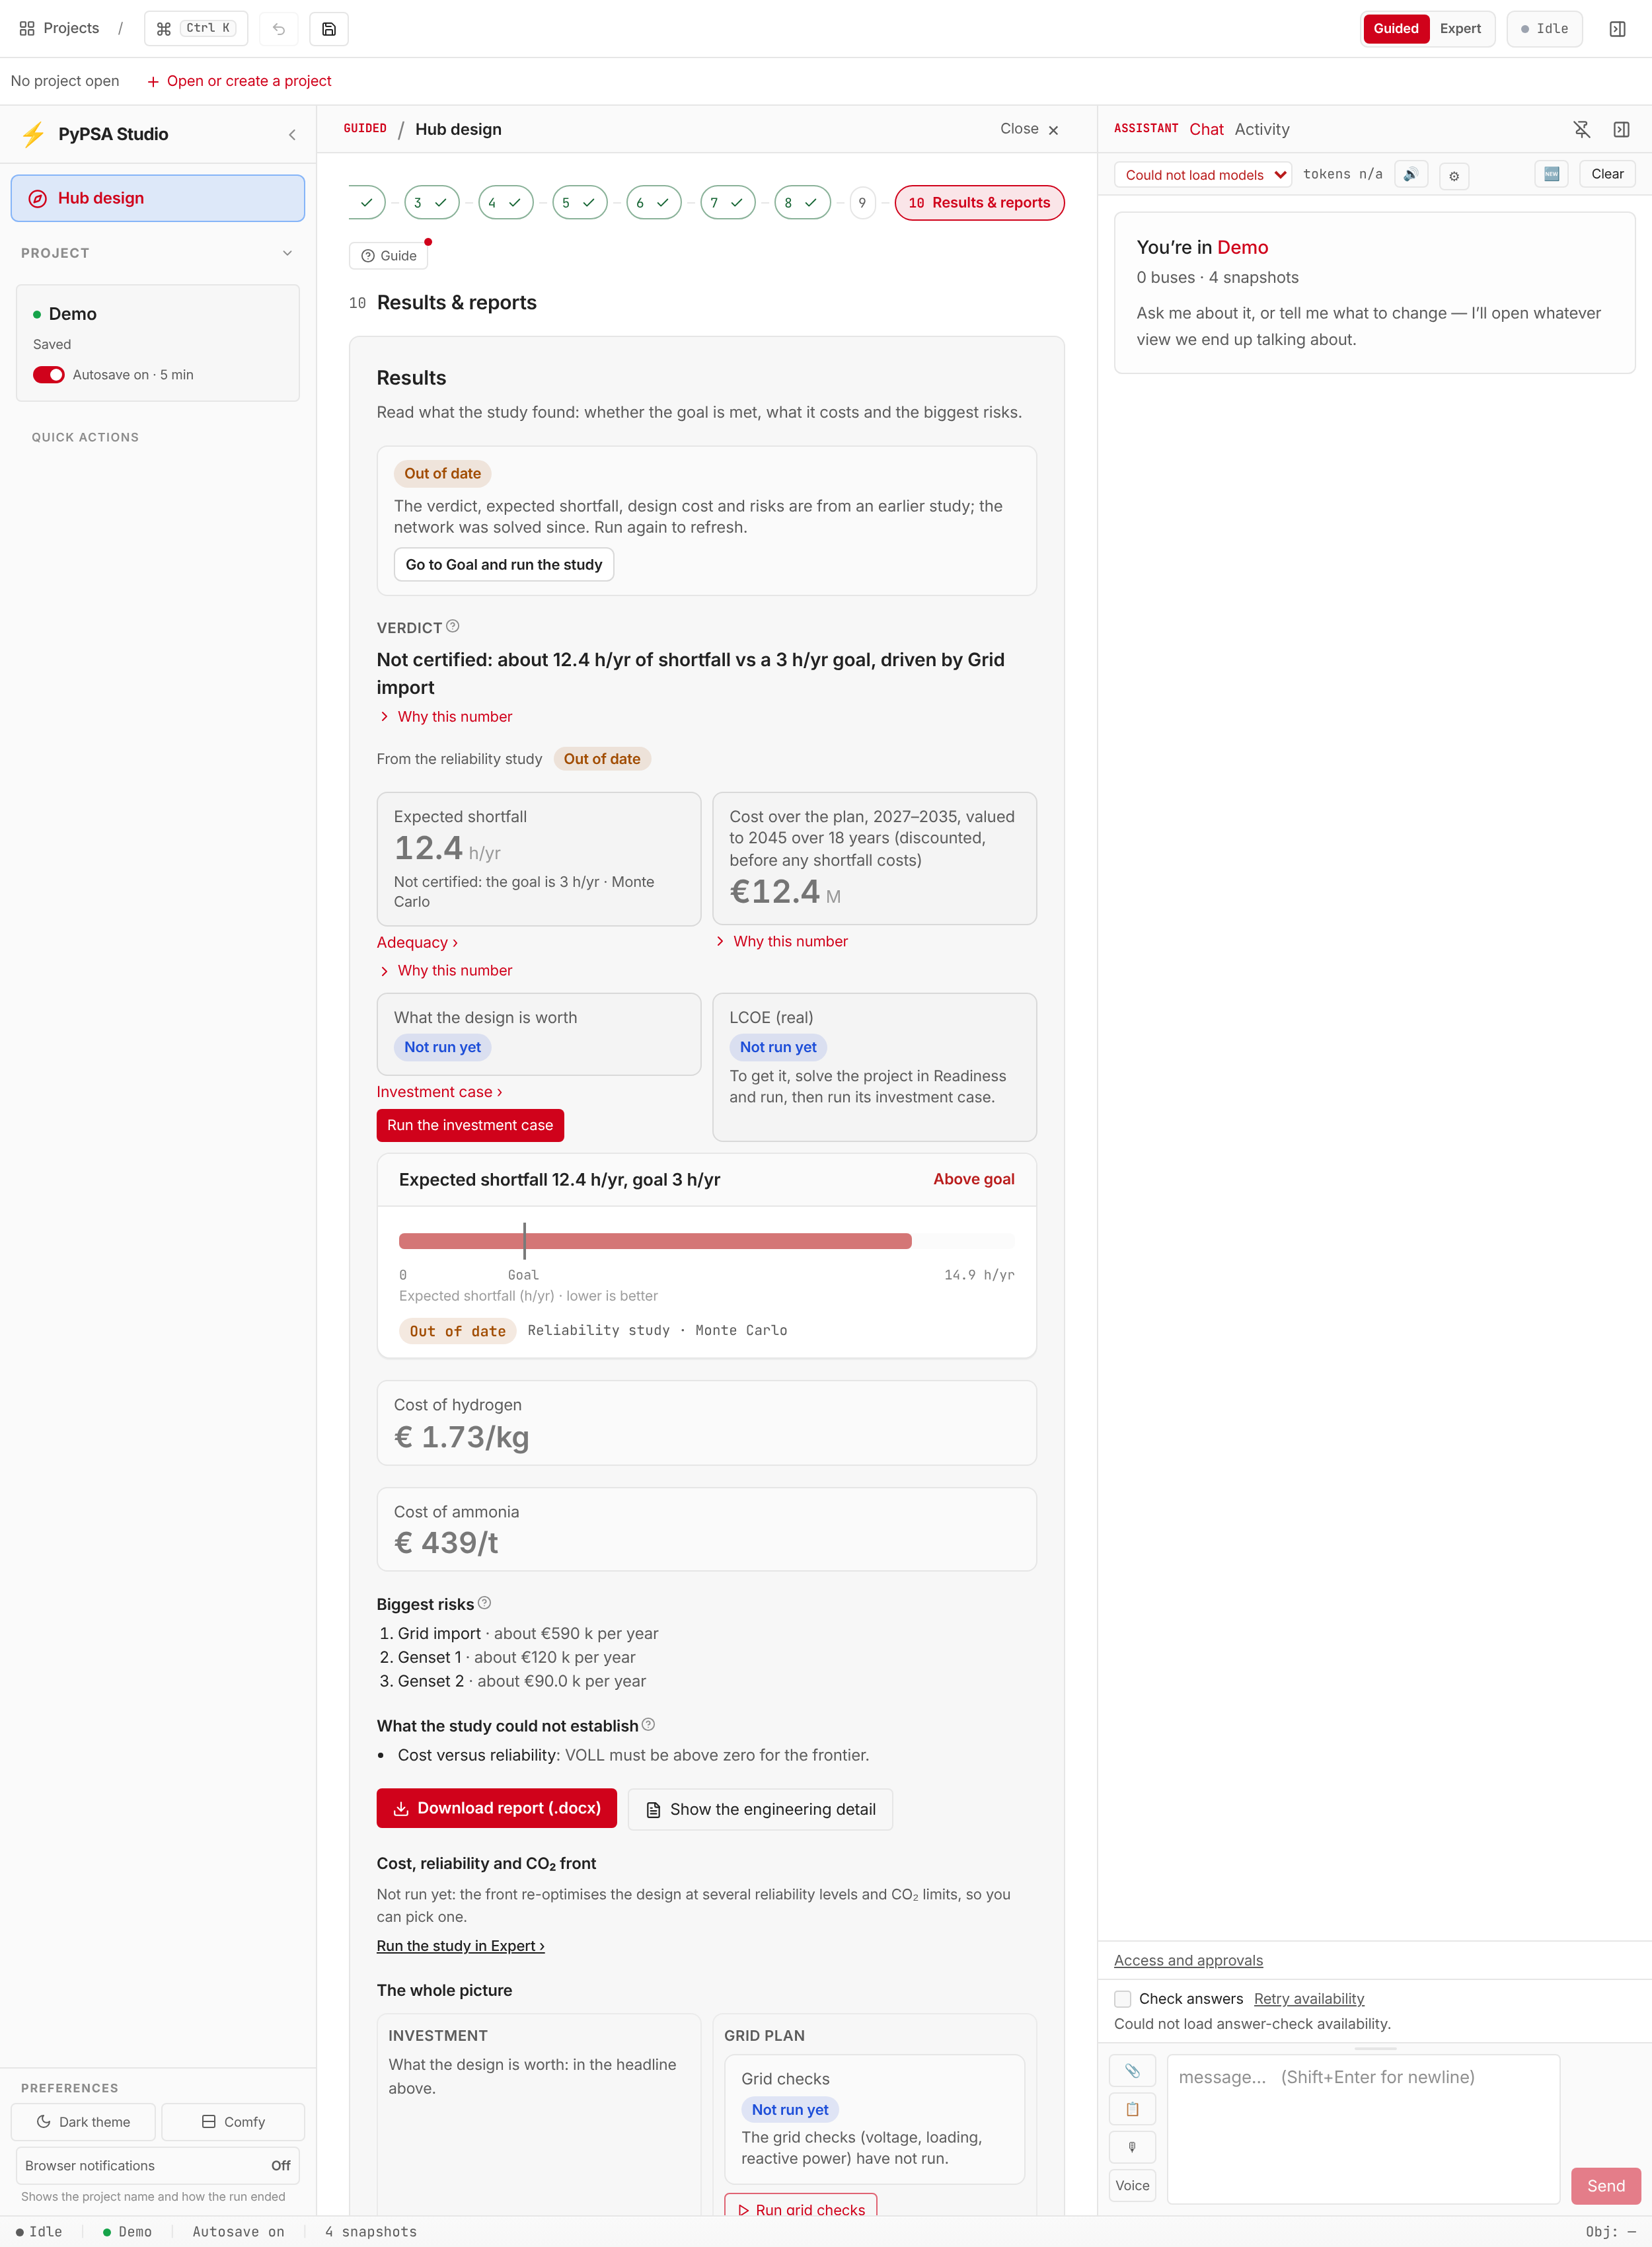 Projects / Ctrl K
Guided Expert Idle
No project open + Open or create a project
PyPSA Studio
Hub design
PROJECT
Demo
Saved
Autosave on · 5 min
QUICK ACTIONS
PREFERENCES
Dark theme
Comfy
Browser notifications Off
Shows the project name and how the run ended
GUIDED / Hub design
Close ×
3 4 5 6 7 8 9 10 Results & reports
Guide
10 Results & reports
Results
Read what the study found: whether the goal is met, what it costs and the biggest risks.
Out of date
The verdict, expected shortfall, design cost and risks are from an earlier study; the
network was solved since. Run again to refresh.
Go to Goal and run the study
VERDICT
Not certified: about 12.4 h/yr of shortfall vs a 3 h/yr goal, driven by Grid
import
Why this number
From the reliability study Out of date
Expected shortfall
12.4 h/yr
Not certified: the goal is 3 h/yr · Monte
Carlo
Adequacy ›
Why this number
Cost over the plan, 2027–2035, valued
to 2045 over 18 years (discounted,
before any shortfall costs)
€12.4 M
Why this number
What the design is worth
Not run yet
Investment case ›
Run the investment case
LCOE (real)
Not run yet
To get it, solve the project in Readiness
and run, then run its investment case.
Expected shortfall 12.4 h/yr, goal 3 h/yr Above goal
0 Goal 14.9 h/yr
Expected shortfall (h/yr) · lower is better
Out of date Reliability study · Monte Carlo
Cost of hydrogen
€ 1.73/kg
Cost of ammonia
€ 439/t
Biggest risks
1. Grid import · about €590 k per year
2. Genset 1 · about €120 k per year
3. Genset 2 · about €90.0 k per year
What the study could not establish
• Cost versus reliability: VOLL must be above zero for the frontier.
Download report (.docx)
Show the engineering detail
Cost, reliability and CO₂ front
Not run yet: the front re-optimises the design at several reliability levels and CO₂ limits, so you
can pick one.
Run the study in Expert ›
The whole picture
INVESTMENT
What the design is worth: in the headline
above.
GRID PLAN
Grid checks
Not run yet
The grid checks (voltage, loading,
reactive power) have not run.
Run grid checks
ASSISTANT Chat Activity
Could not load models tokens n/a Clear
You're in Demo
0 buses · 4 snapshots
Ask me about it, or tell me what to change — I'll open whatever
view we end up talking about.
Access and approvals
Check answers Retry availability
Could not load answer-check availability.
message... (Shift+Enter for newline)
Voice
Send
Idle Demo Autosave on 4 snapshots
Obj: —